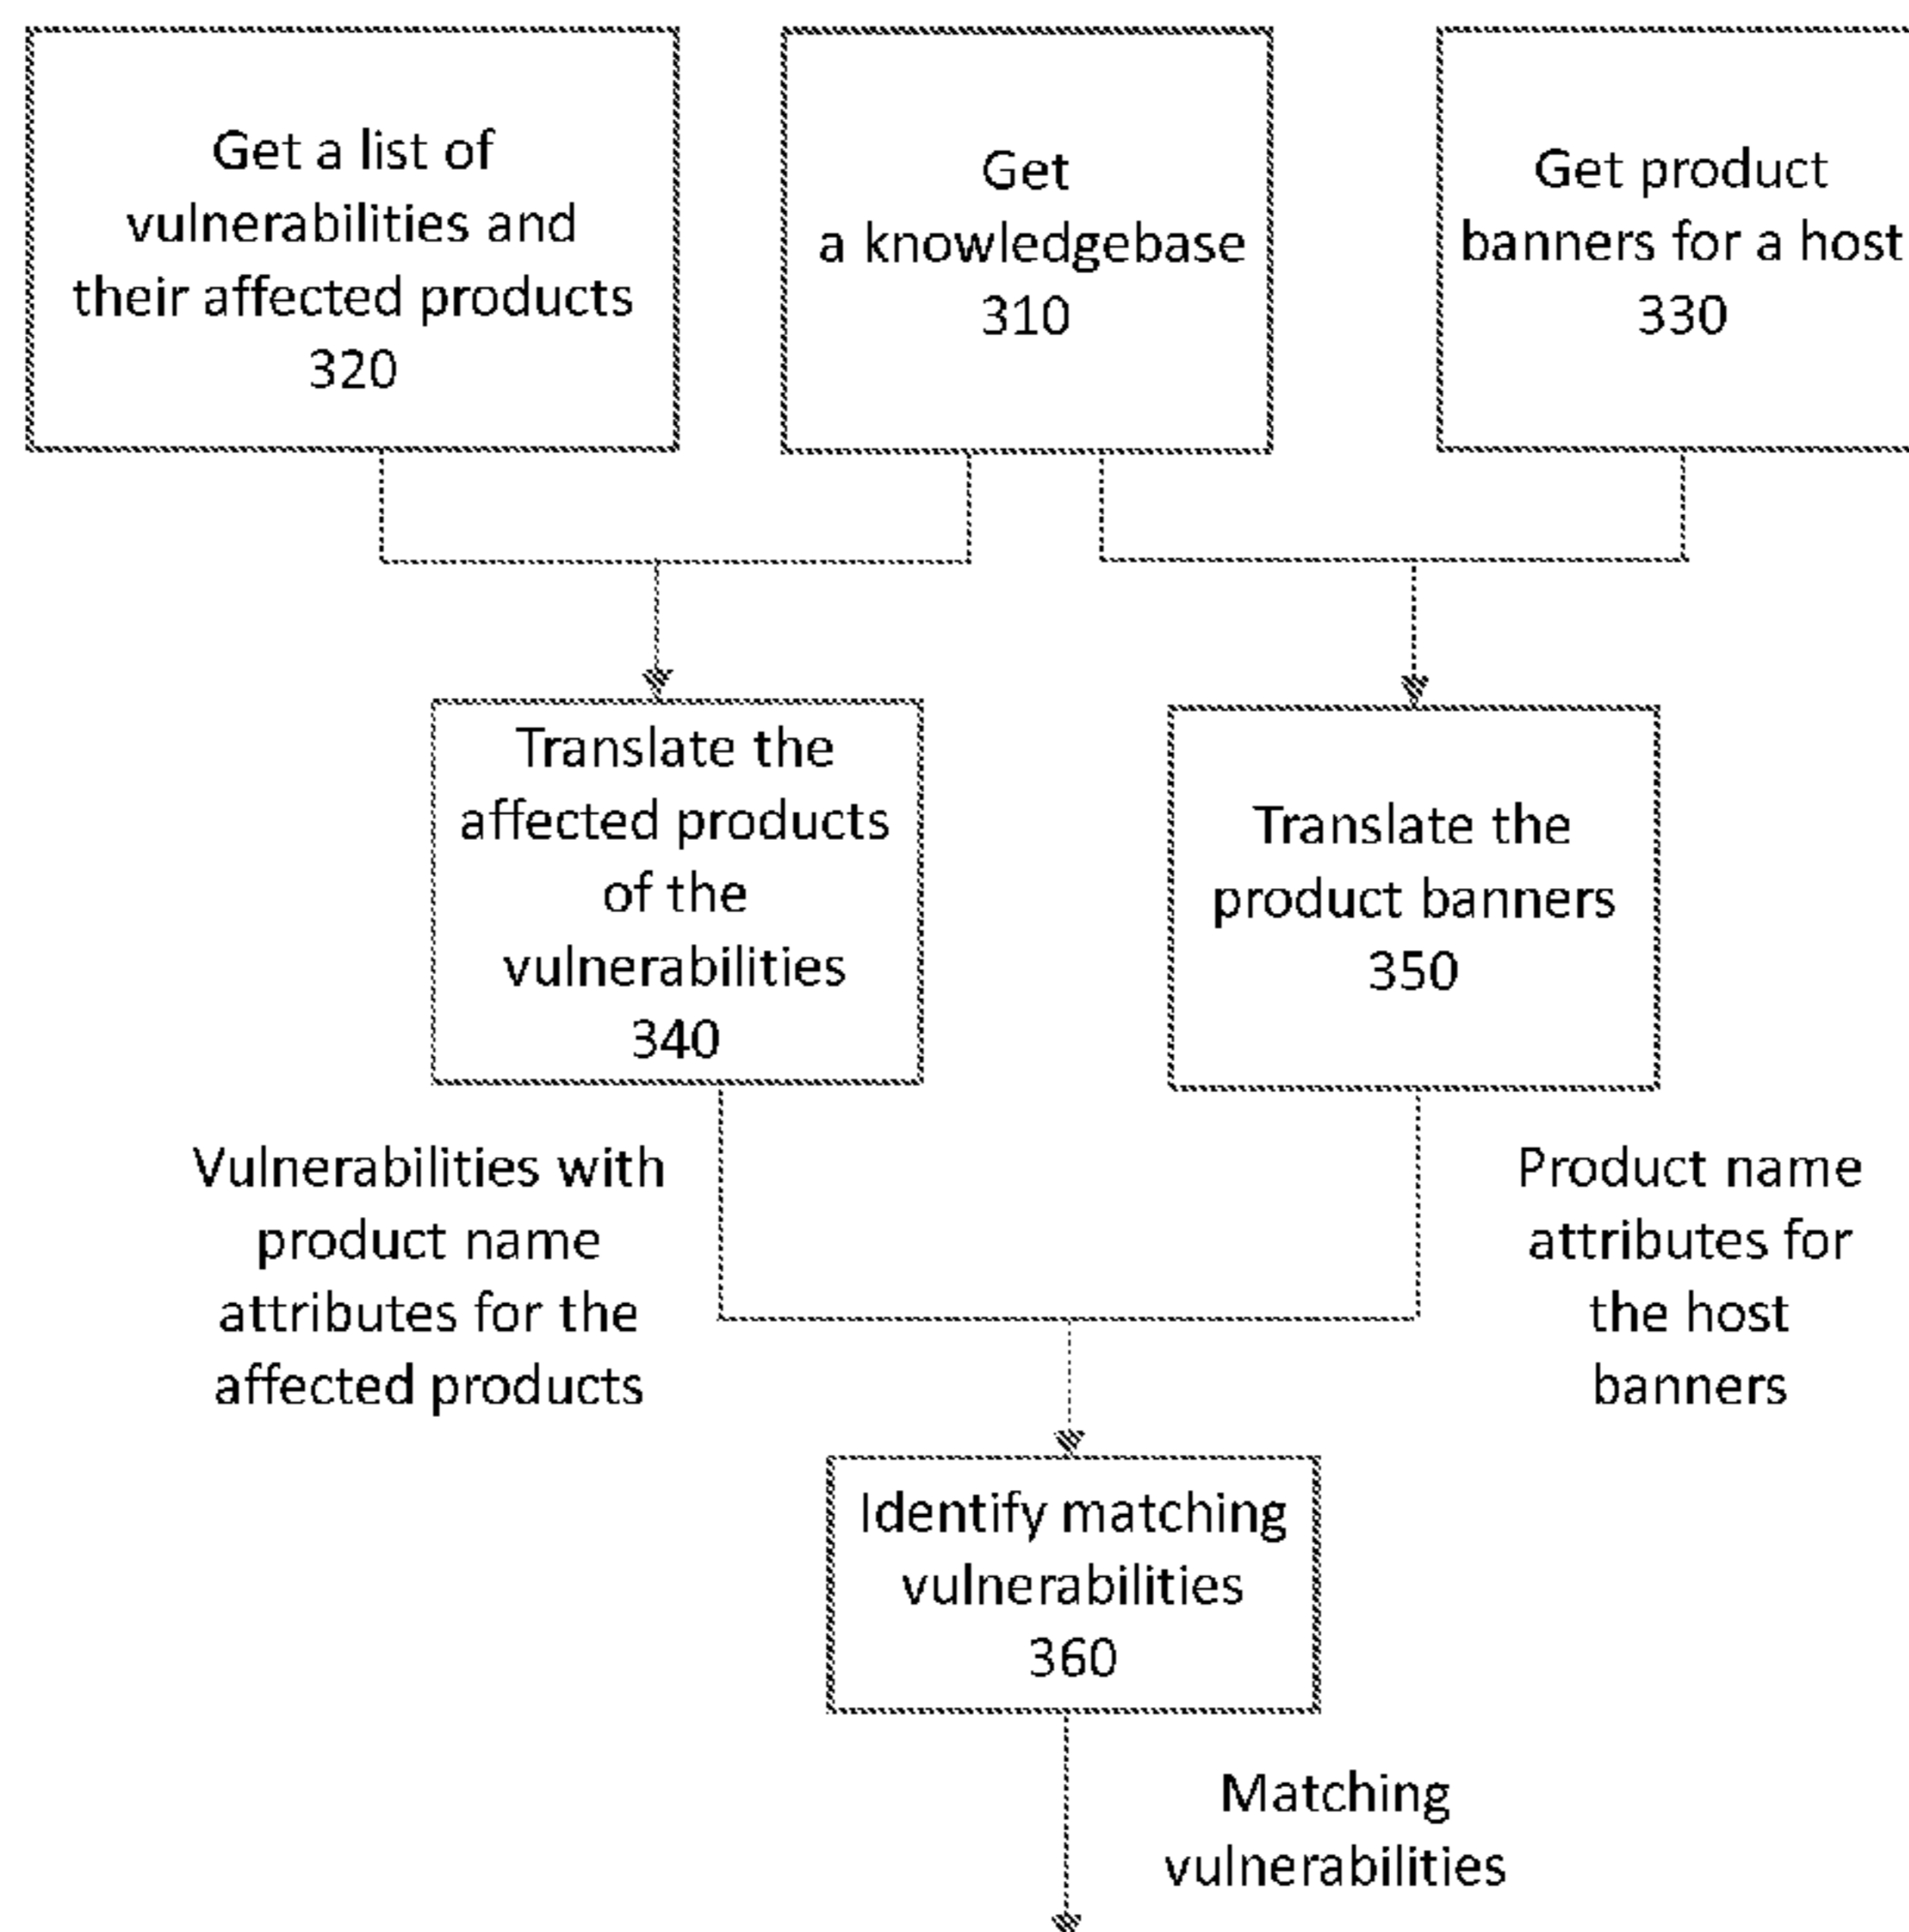 Get a list of
vulnerabilities and
their affected products
320
Get
a knowledgebase
310
Get product
banners for a host
330
Translate the
affected products
of the
vulnerabilities
340
Translate the
product banners
350
Vulnerabilities with
product name
attributes for the
affected products
Product name
attributes for
the host
banners
Identify matching
vulnerabilities
360
Matching
vulnerabilities